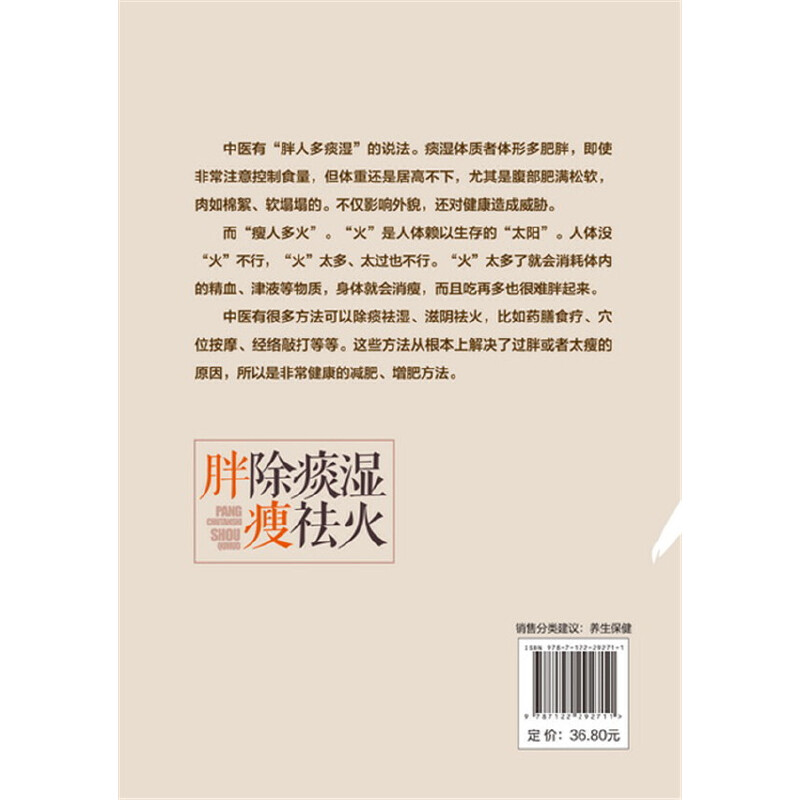 中医有“胖人多痰湿”的说法。痰湿体质者体形多肥胖，即使
非常注意控制食量，但体重还是居高不下，尤其是腹部肥满松软，
肉如棉絮、软塌塌的。不仅影响外貌，还对健康造成威胁。
而“瘦人多火”。“火”是人体赖以生存的“太阳”。人体没
“火”不行，“火”太多、太过也不行。“火”太多了就会消耗体内
的精血、津液等物质，身体就会消瘦，而且吃再多也很难胖起来。
中医有很多方法可以除痰祛湿、滋阴祛火，比如药膳食疗、穴
位按摩、经络敲打等等。这些方法从根本上解决了过胖或者太瘦的
原因，所以是非常健康的减肥、增肥方法。
胖除痰湿
PANG
CHUTANSHI
瘦祛火
SHOU
QUHUO
销售分类建议：养生保健
ISBN 978-7-122-29271-1
9 787122 292711>
定价：36.80元